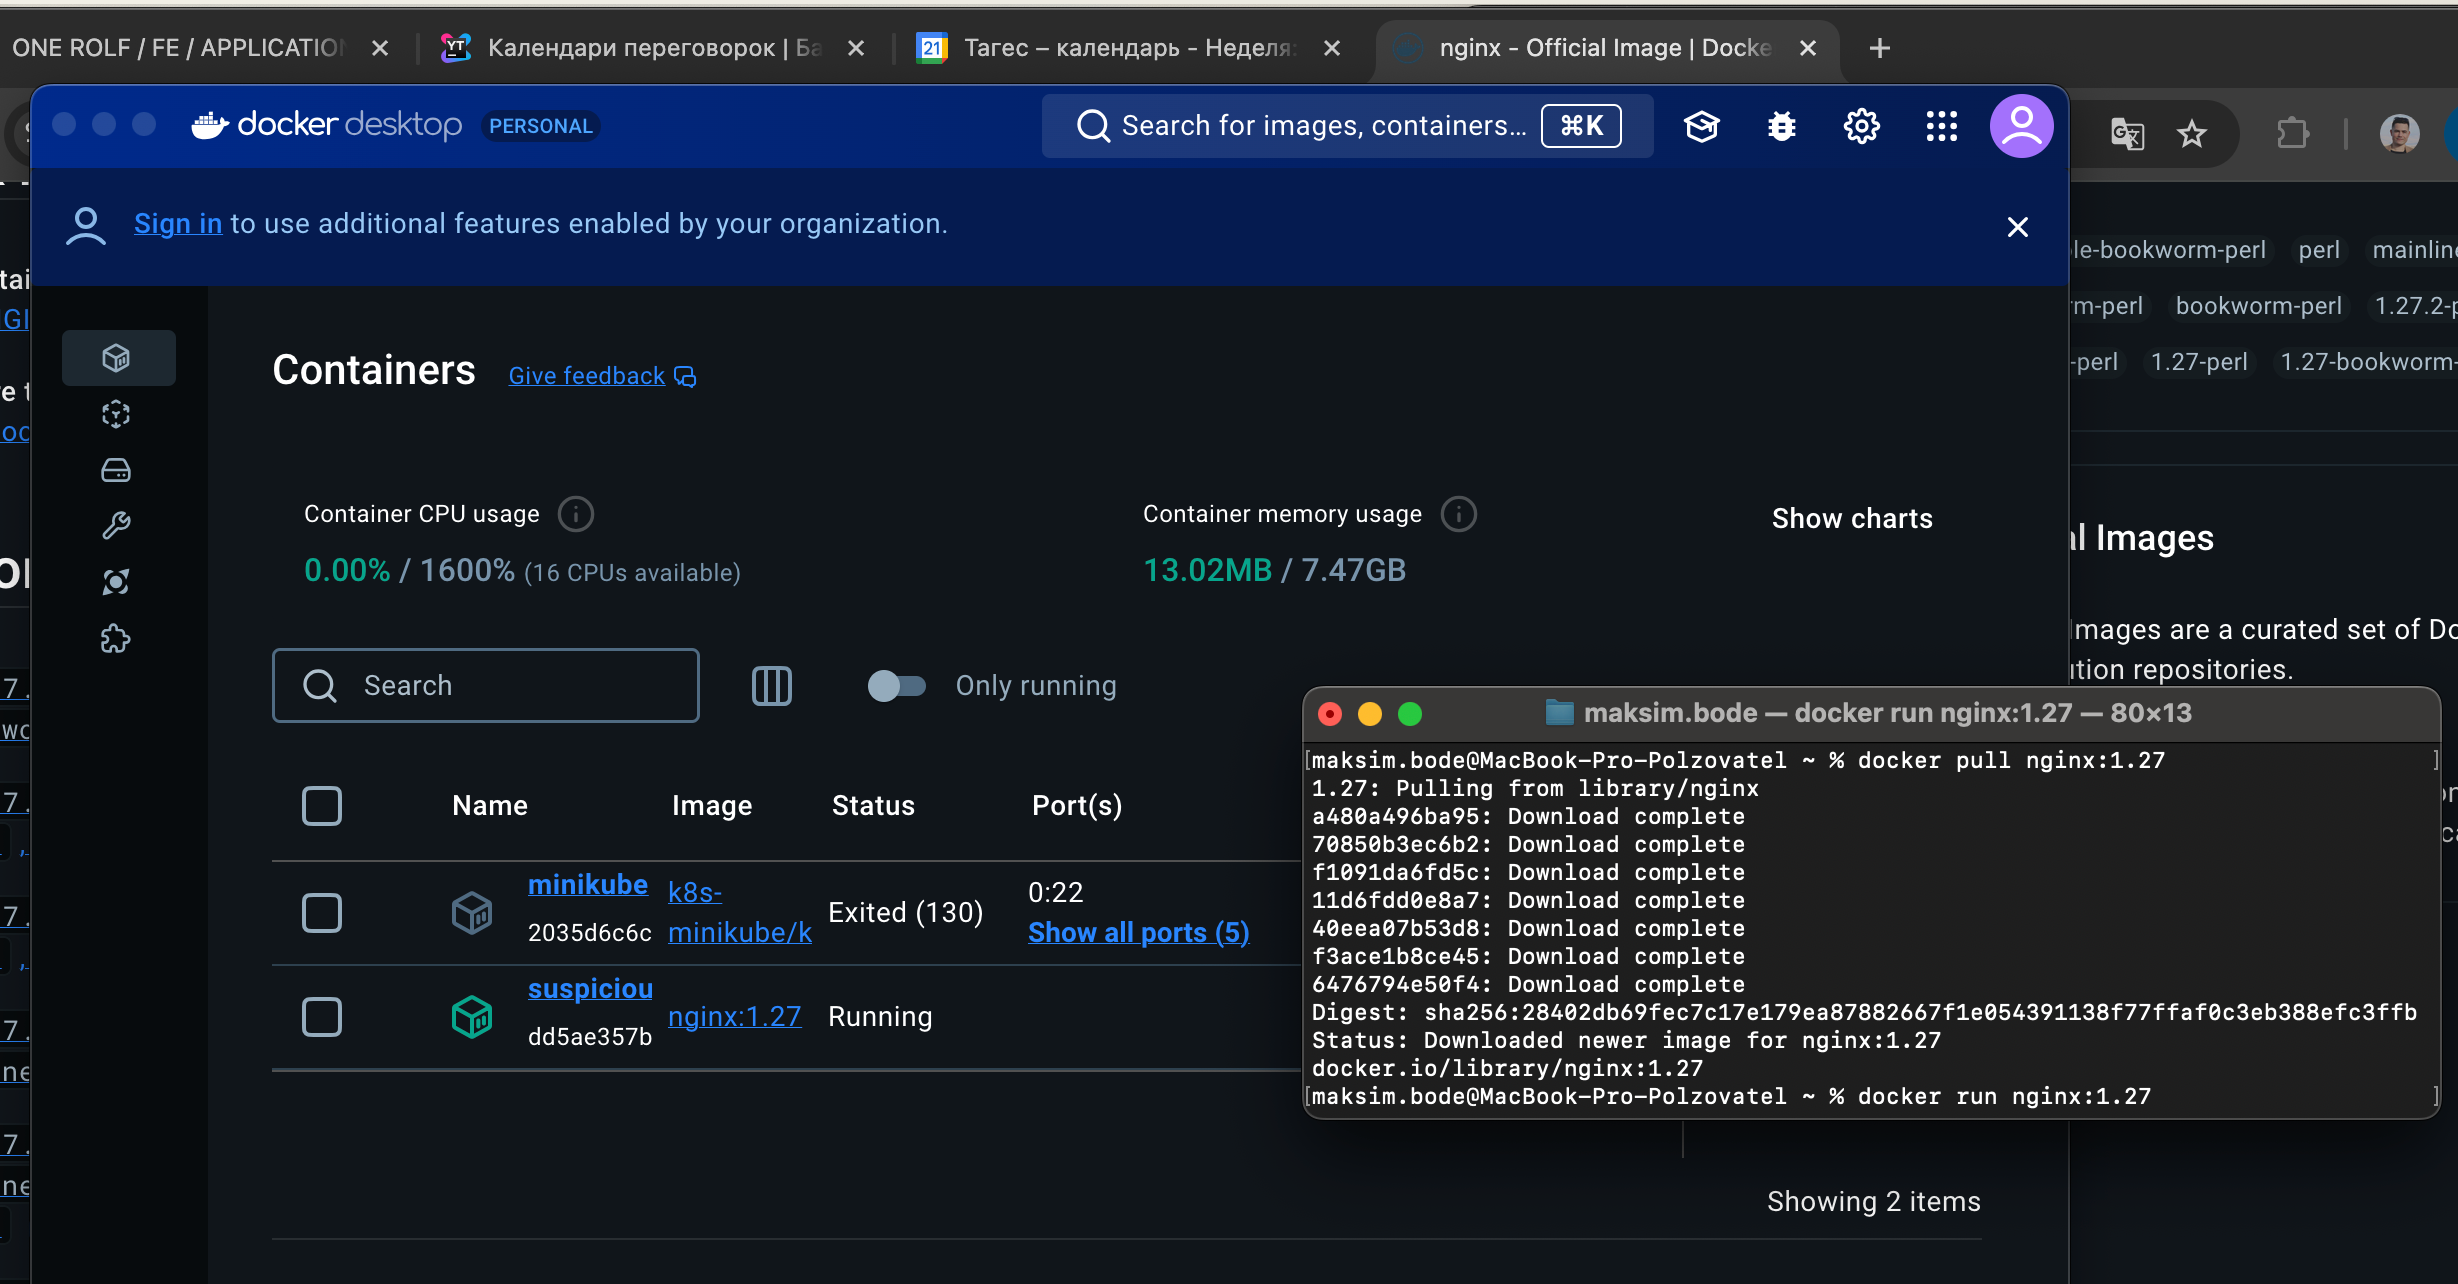 ONE ROLF / FE / APPLICATION
Календари переговорок | Ба
Тагес – календарь - Неделя:
nginx - Official Image | Docke
docker desktop
PERSONAL
Search for images, containers...
⌘K
Sign in to use additional features enabled by your organization.
Containers
Give feedback
Container CPU usage
0.00% / 1600% (16 CPUs available)
Container memory usage
13.02MB / 7.47GB
Show charts
Search
Only running
Name Image Status Port(s)
minikube
2035d6c6c
k8s-
minikube/k
Exited (130)
0:22
Show all ports (5)
suspiciou
dd5ae357b
nginx:1.27
Running
Showing 2 items
le-bookworm-perl perl mainline
m-perl bookworm-perl 1.27.2-p
-perl 1.27-perl 1.27-bookworm-
al Images
Images are a curated set of Do
ution repositories.
maksim.bode — docker run nginx:1.27 — 80×13
maksim.bode@MacBook-Pro-Polzovatel ~ % docker pull nginx:1.27
1.27: Pulling from library/nginx
a480a496ba95: Download complete
70850b3ec6b2: Download complete
f1091da6fd5c: Download complete
11d6fdd0e8a7: Download complete
40eea07b53d8: Download complete
f3ace1b8ce45: Download complete
6476794e50f4: Download complete
Digest: sha256:28402db69fec7c17e179ea87882667f1e054391138f77ffaf0c3eb388efc3ffb
Status: Downloaded newer image for nginx:1.27
docker.io/library/nginx:1.27
maksim.bode@MacBook-Pro-Polzovatel ~ % docker run nginx:1.27